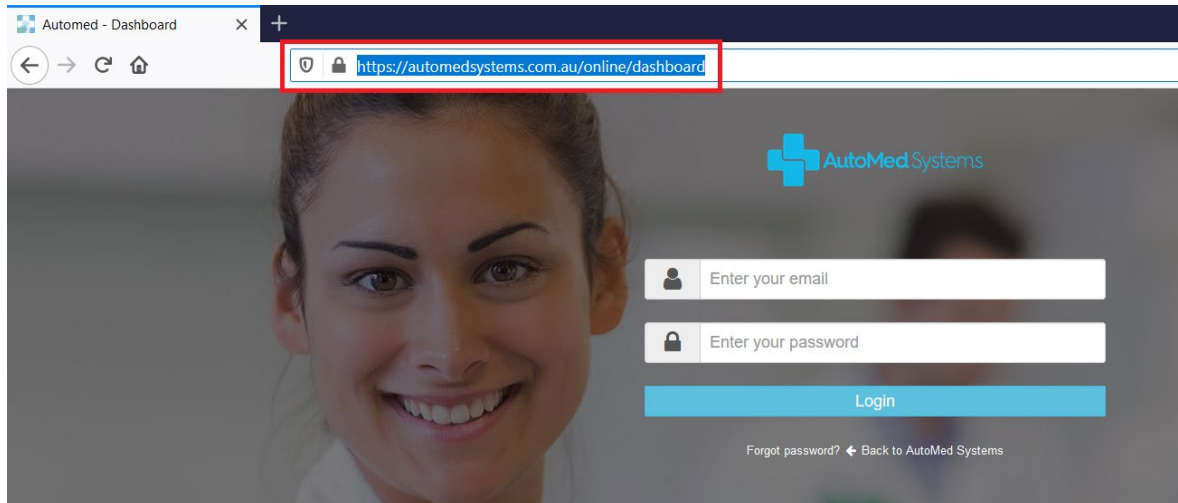 Automed - Dashboard
https://automedsystems.com.au/online/dashboard
AutoMed Systems
Enter your email
Enter your password
Login
Forgot password? Back to AutoMed Systems